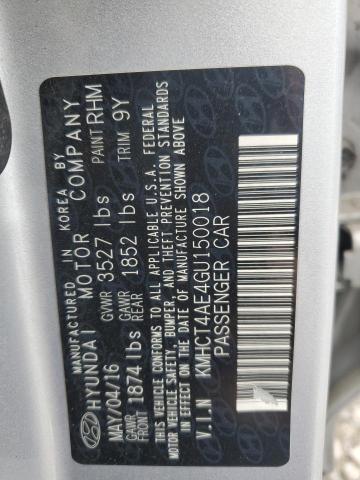 MANUFACTURED IN KOREA BY
HYUNDAI MOTOR COMPANY
MAY/04/16 GVWR 3527 lbs PAINT RHM
GAWR FRONT 1874 lbs GAWR REAR 1852 lbs TRIM 9Y
THIS VEHICLE CONFORMS TO ALL APPLICABLE U.S.A. FEDERAL
MOTOR VEHICLE SAFETY, BUMPER, AND THEFT PREVENTION STANDARDS
IN EFFECT ON THE DATE OF MANUFACTURE SHOWN ABOVE
V.I.N KMHCT4AE4GU150018
PASSENGER CAR